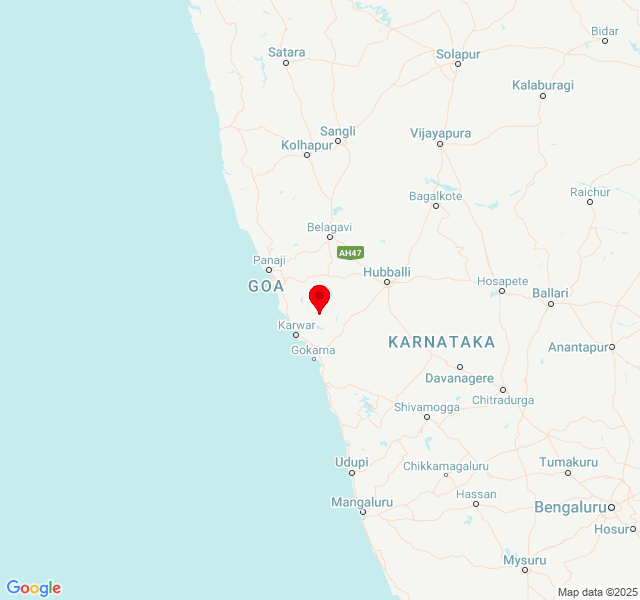 Bidar
Satara
Solapur
Kalaburagi
Sangli
Vijayapura
Kolhapur
Raichur
Bagalkote
Belagavi
AH47
Panaji
Hubballi
GOA
Hosapete
Ballari
Karwar
KARNATAKA
Anantapur
Gokarna
Davanagere
Chitradurga
Shivamogga
Udupi
Chikkamagaluru
Tumakuru
Hassan
Mangaluru
Bengaluru
Hosur
Mysuru
Google
Map data ©2025